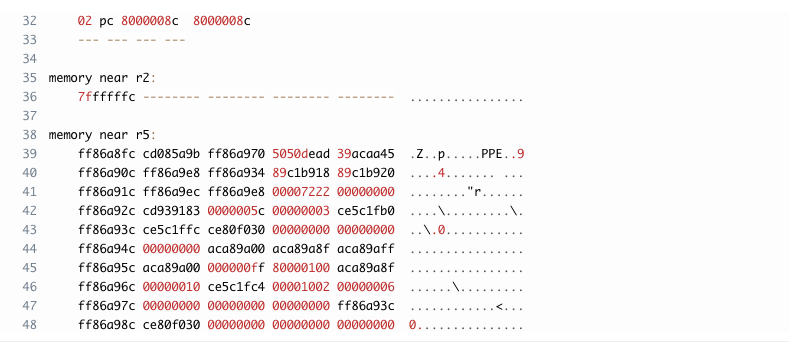 32 02 pc 8000008c  8000008c
33 --- --- --- ---
34
35 memory near r2:
36 7ffffffc -------- -------- -------- --------  ................
37
38 memory near r5:
39 ff86a8fc cd085a9b ff86a970 5050dead 39acaa45  .Z..p.....PPE..9
40 ff86a90c ff86a9e8 ff86a934 89c1b918 89c1b920  ....4....... ...
41 ff86a91c ff86a9ec ff86a9e8 00007222 00000000  ........"r......
42 ff86a92c cd939183 0000005c 00000003 ce5c1fb0  ....\.........\.
43 ff86a93c ce5c1ffc ce80f030 00000000 00000000  ..\.0...........
44 ff86a94c 00000000 aca89a00 aca89a8f aca89aff  ................
45 ff86a95c aca89a00 000000ff 80000100 aca89a8f  ................
46 ff86a96c 00000010 ce5c1fc4 00001002 00000006  ......\.........
47 ff86a97c 00000000 00000000 00000000 ff86a93c  ............<...
48 ff86a98c ce80f030 00000000 00000000 00000000  0...............